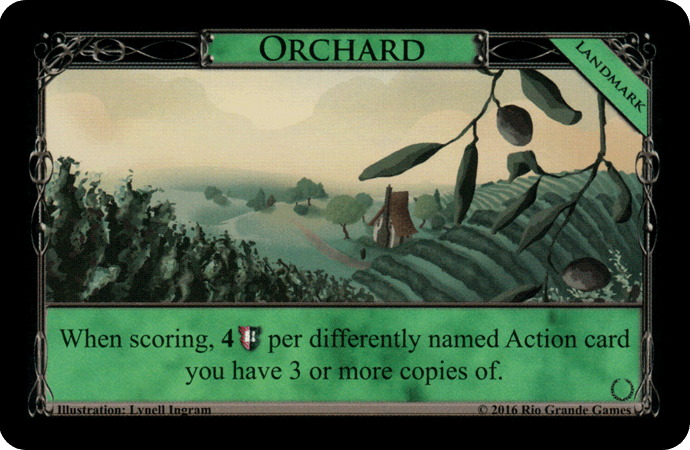 ORCHARD
LANDMARK
When scoring, 4 per differently named Action card
you have 3 or more copies of.
Illustration: Lynell Ingram
© 2016 Rio Grande Games